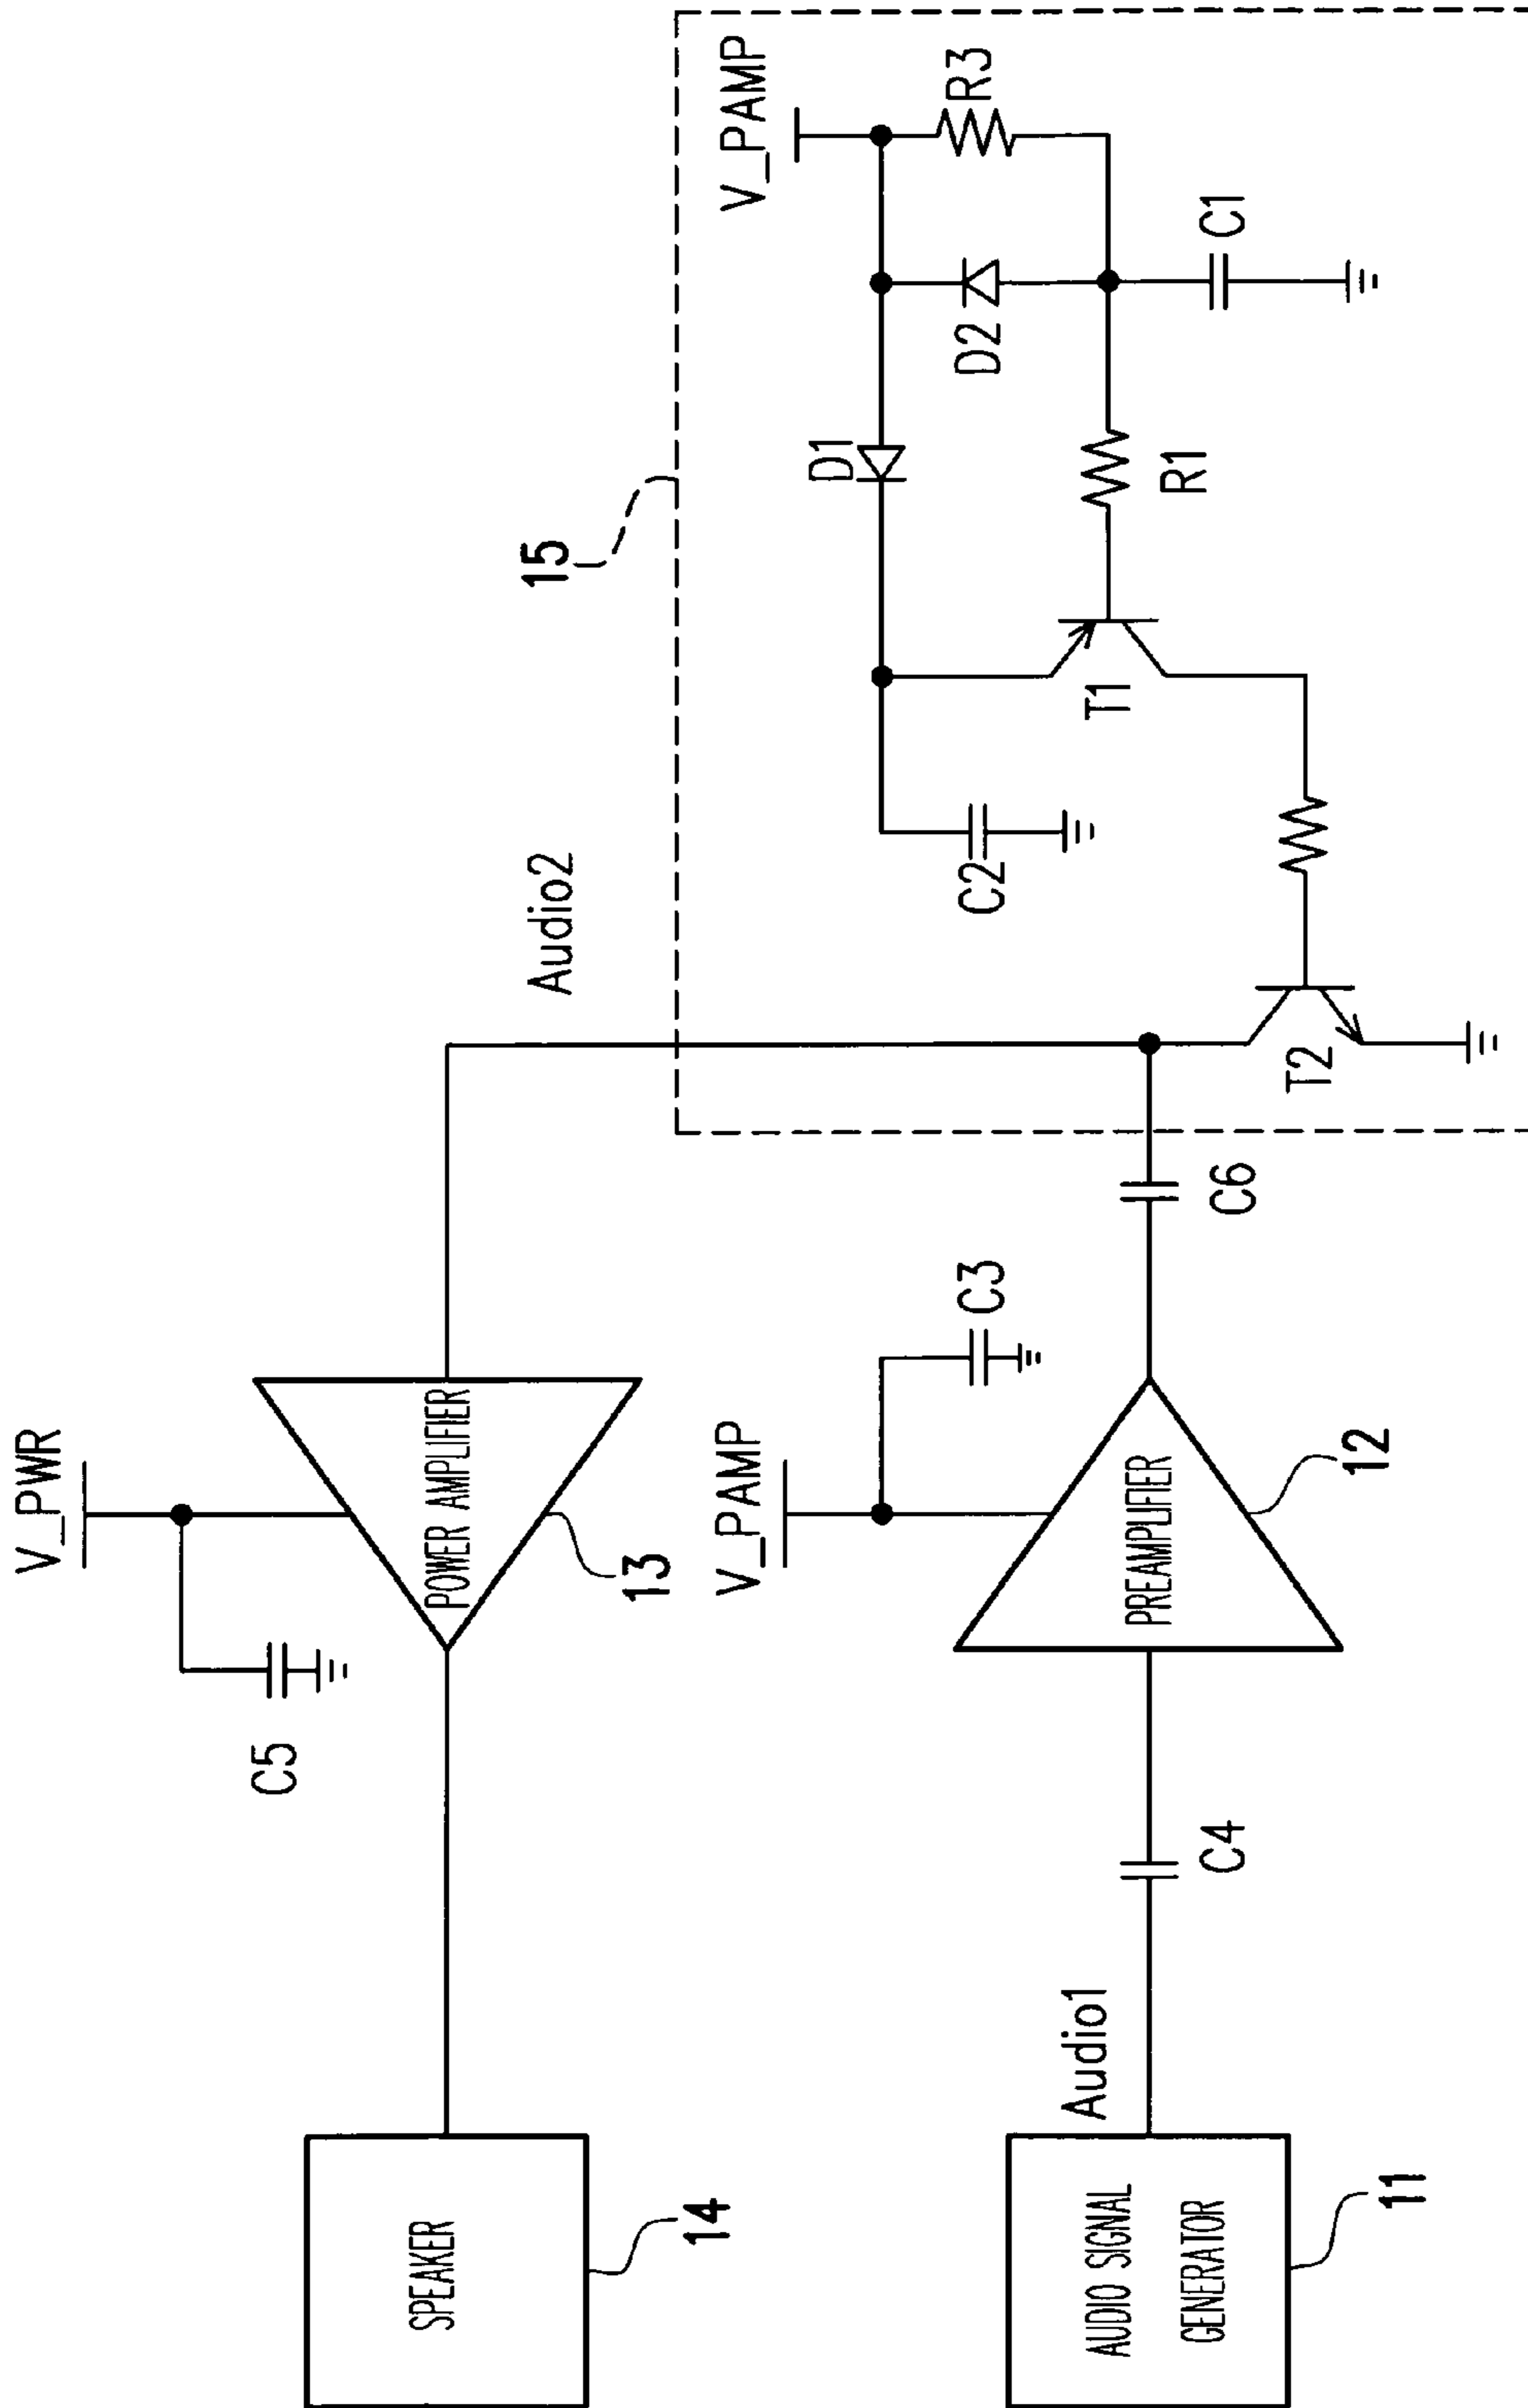 V_PWR
C5
POWER AMPLIFIER
13
SPEAKER
14
Audio2
15
V_PAMP
R3
D1
D2
C1
R1
T1
C2
T2
V_PAMP
C3
C6
PREAMPLIFIER
12
C4
Audio1
AUDIO SIGNAL
GENERATOR
11